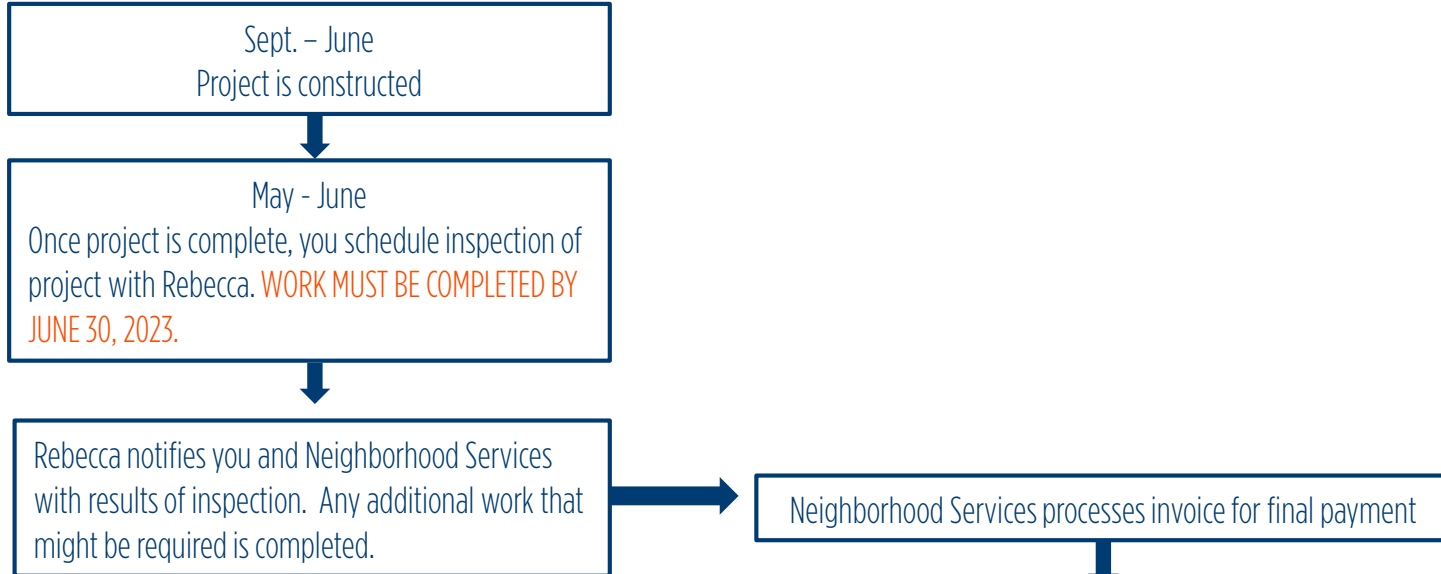 Sept. – June
Project is constructed
May - June
Once project is complete, you schedule inspection of
project with Rebecca. WORK MUST BE COMPLETED BY
JUNE 30, 2023.
Rebecca notifies you and Neighborhood Services
with results of inspection.  Any additional work that
might be required is completed.
Neighborhood Services processes invoice for final payment